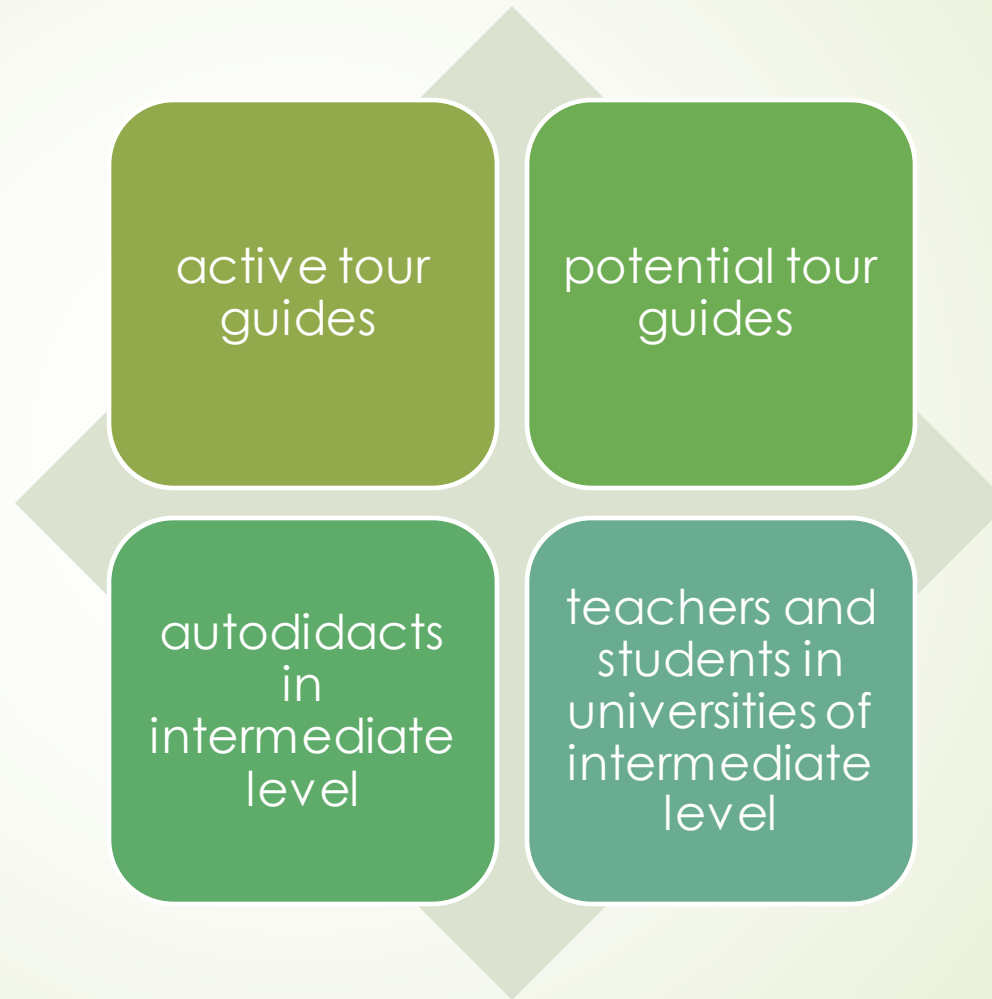 active tour
guides
potential tour
guides
autodidacts
in
intermediate
level
teachers and
students in
universities of
intermediate
level